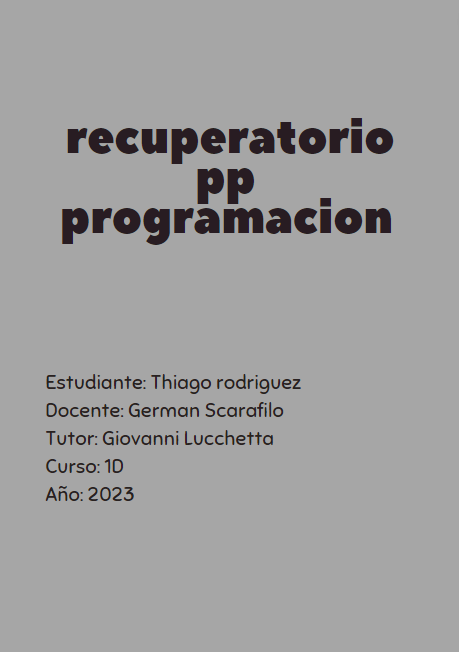 recuperatorio
pp
programacion
Estudiante: Thiago rodriguez
Docente: German Scarafilo
Tutor: Giovanni Lucchetta
Curso: 1D
Año: 2023